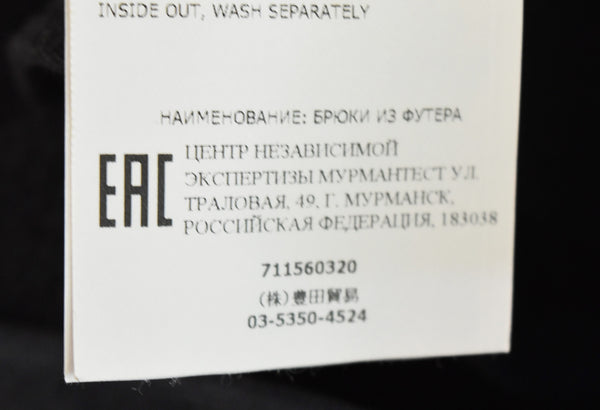 INSIDE OUT, WASH SEPARATELY
НАИМЕНОВАНИЕ: БРЮКИ ИЗ ФУТЕРА
EAC
ЦЕНТР НЕЗАВИСИМОЙ
ЭКСПЕРТИЗЫ МУРМАНТЕСТ УЛ.
ТРАЛОВАЯ, 49, Г. МУРМАНСК,
РОССИЙСКАЯ ФЕДЕРАЦИЯ, 183038
711560320
(株)豊田貿易
03-5350-4524